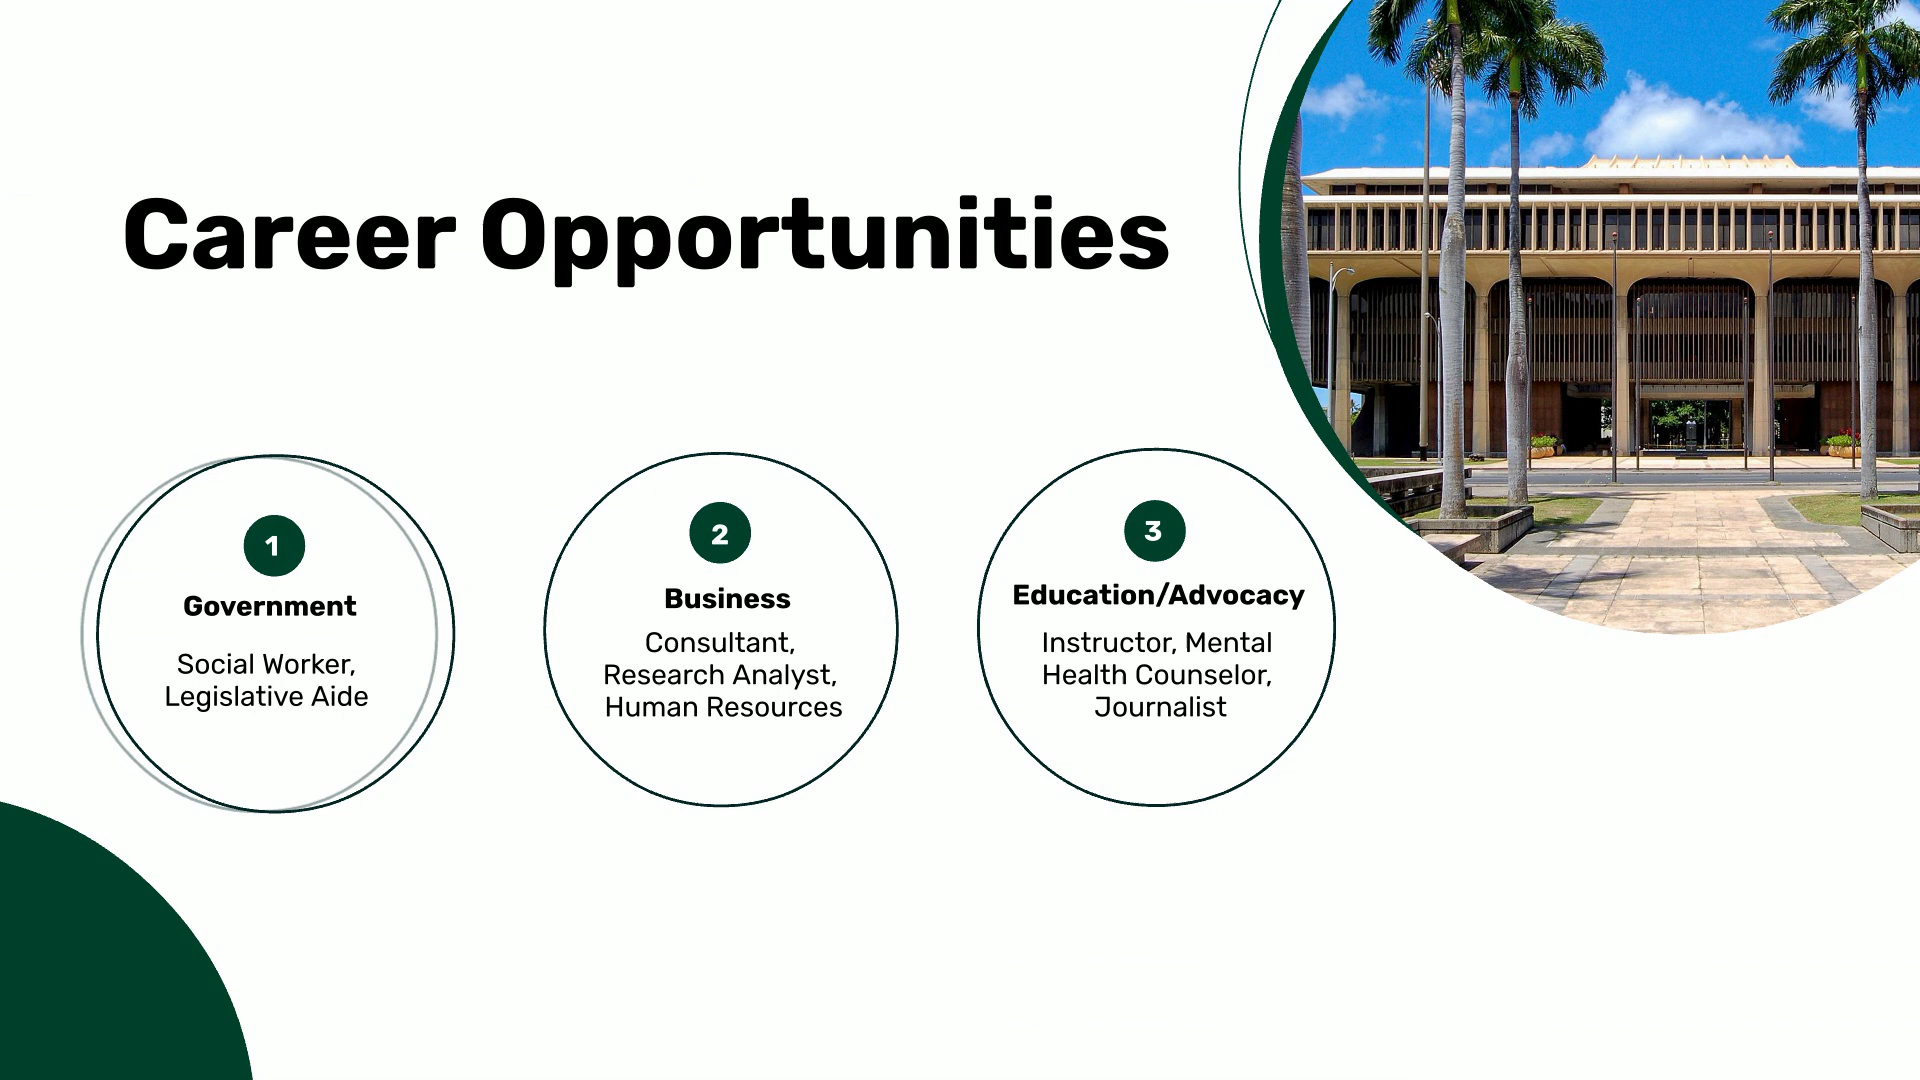 Career Opportunities
1
Government
Social Worker,
Legislative Aide
2
Business
Consultant,
Research Analyst,
Human Resources
3
Education/Advocacy
Instructor, Mental
Health Counselor,
Journalist